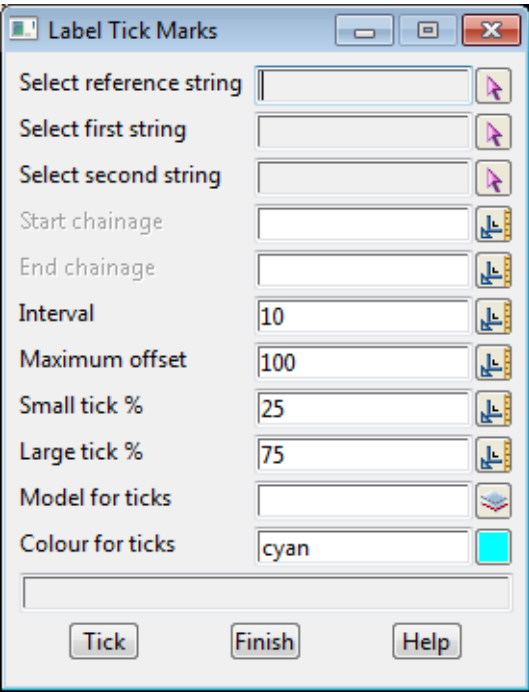 Label Tick Marks
Select reference string
Select first string
Select second string
Start chainage
End chainage
Interval 10
Maximum offset 100
Small tick % 25
Large tick % 75
Model for ticks
Colour for ticks cyan
Tick Finish Help